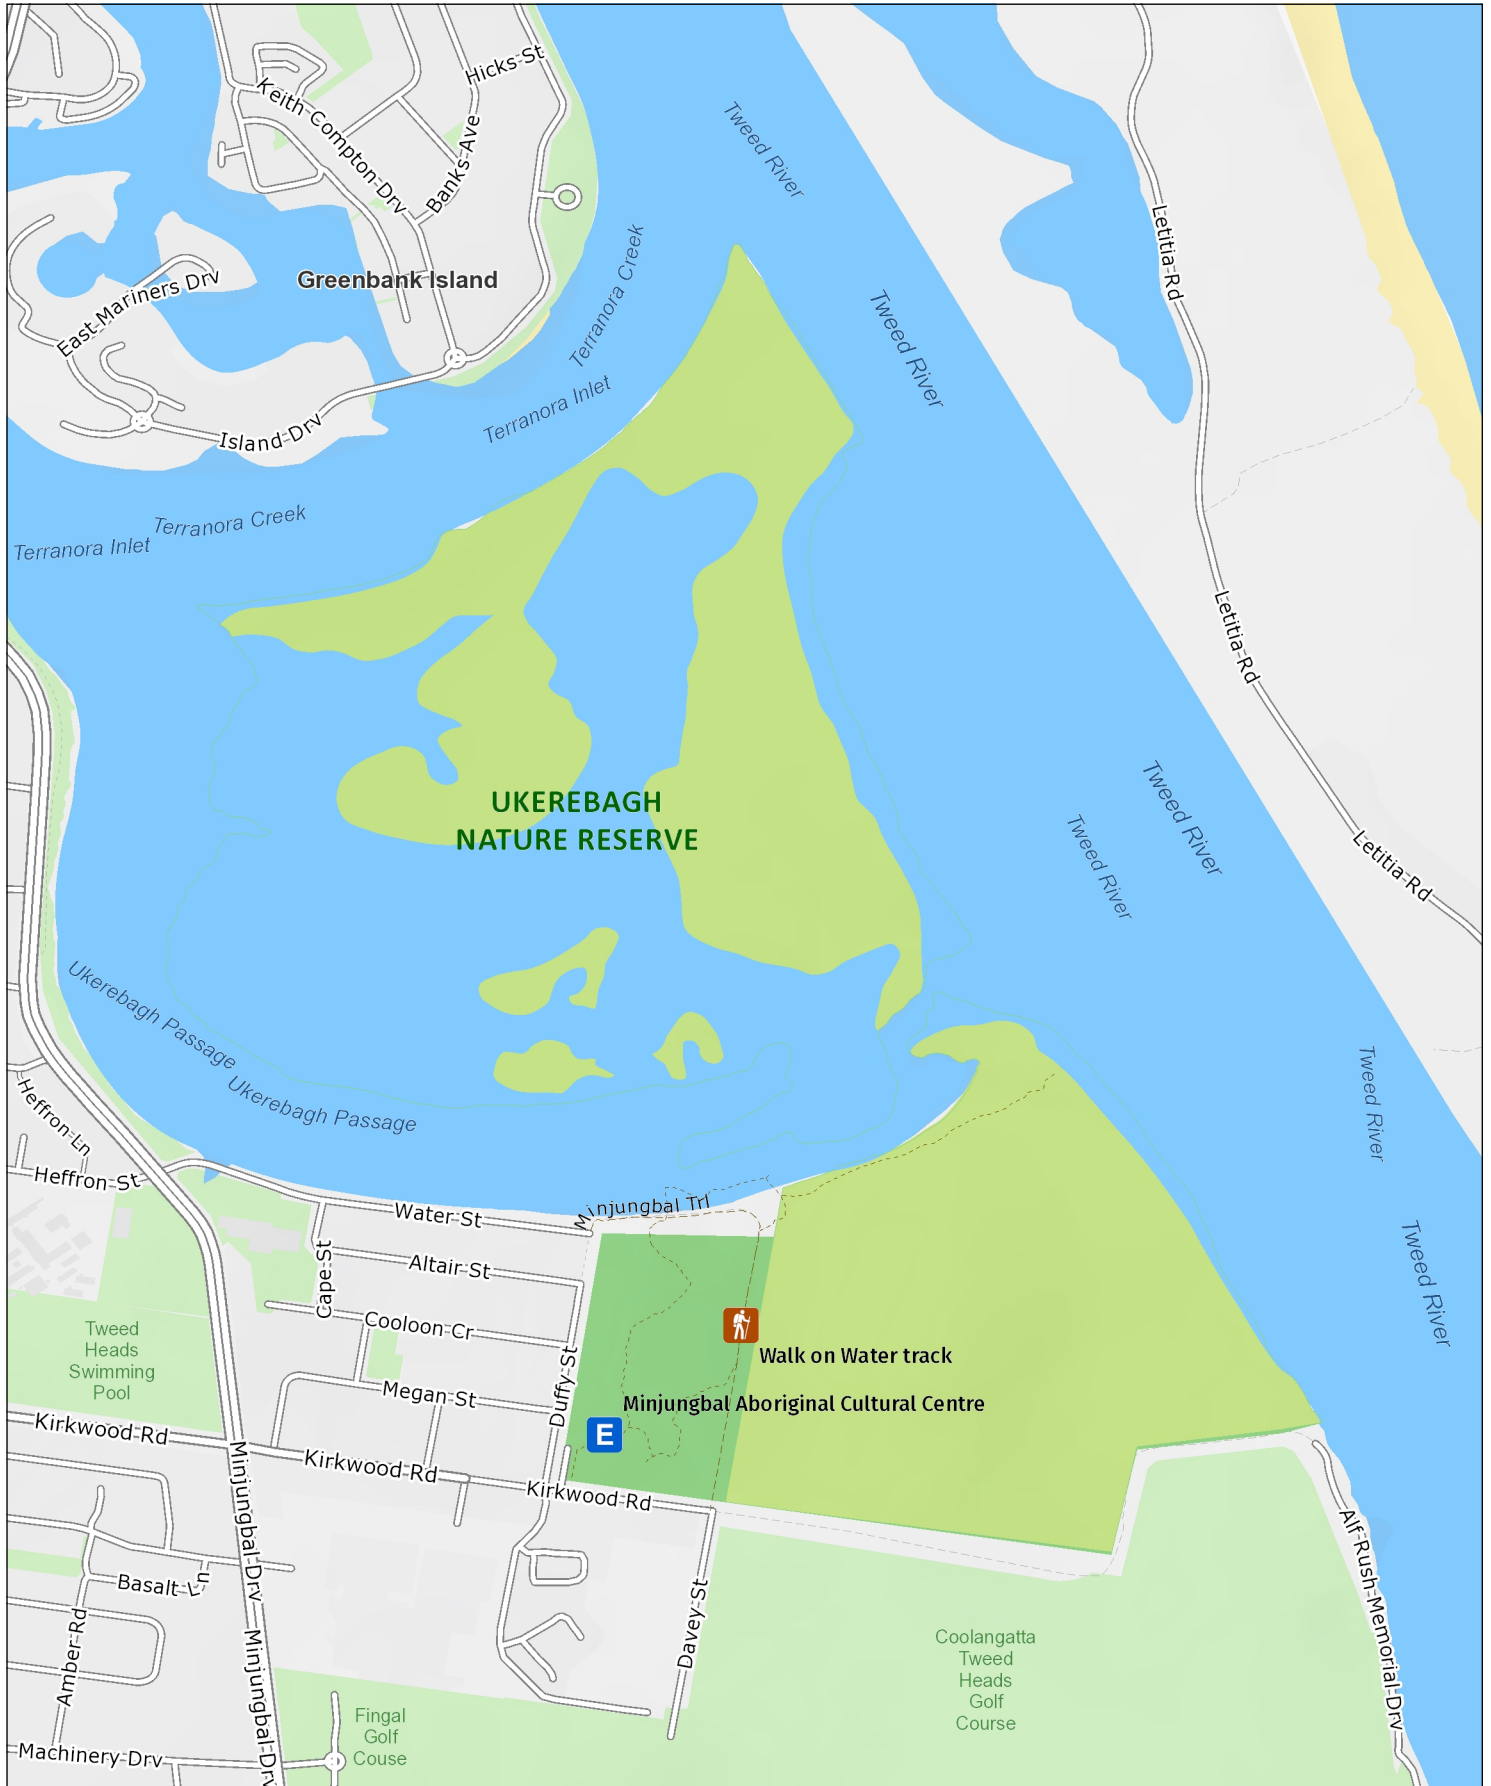 Hicks St
Keith Compton Drv
Banks Ave
Tweed River
Letitia Rd
Terranora Creek
Greenbank Island
East Mariners Drv
Tweed River
Terranora Inlet
Island Drv
Terranora Creek
Terranora Inlet
Letitia Rd
UKEREBAGH
NATURE RESERVE
Tweed River
Tweed River
Letitia Rd
Ukerebagh Passage
Ukerebagh Passage
Tweed River
Heffron Ln
Heffron St
Water St
Minjungbal Trl
Tweed River
Altair St
Cape St
Cooloon Cr
Tweed
Heads
Swimming
Pool
Walk on Water track
Duffy St
Megan St
Minjungbal Aboriginal Cultural Centre
E
Kirkwood Rd
Kirkwood Rd
Kirkwood Rd
Minjungbal Drv
Alf Rush Memorial Drv
Basalt Ln
Amber Rd
Davey St
Minjungbal Drv
Coolangatta
Tweed
Heads
Golf
Course
Fingal
Golf
Couse
Machinery Drv